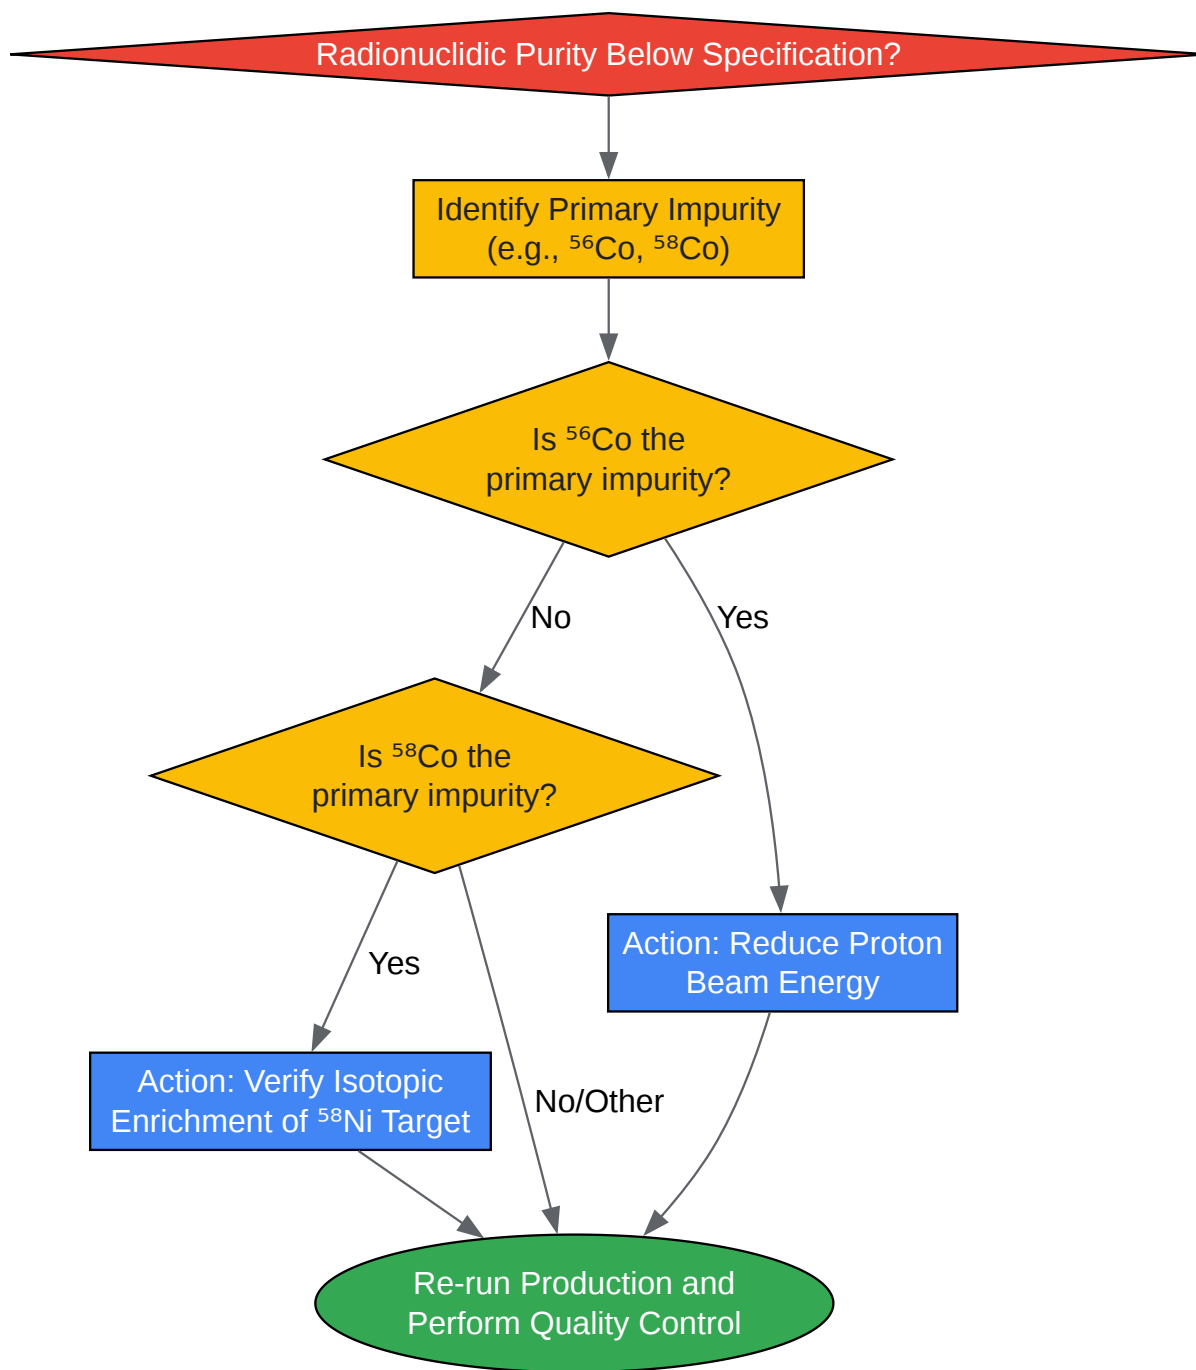 Radionuclidic Purity Below Specification?
Identify Primary Impurity
(e.g., ⁵⁶Co, ⁵⁸Co)
Is ⁵⁶Co the
primary impurity?
No
Yes
Is ⁵⁸Co the
primary impurity?
Action: Reduce Proton
Beam Energy
Yes
Action: Verify Isotopic
Enrichment of ⁵⁸Ni Target
No/Other
Re-run Production and
Perform Quality Control